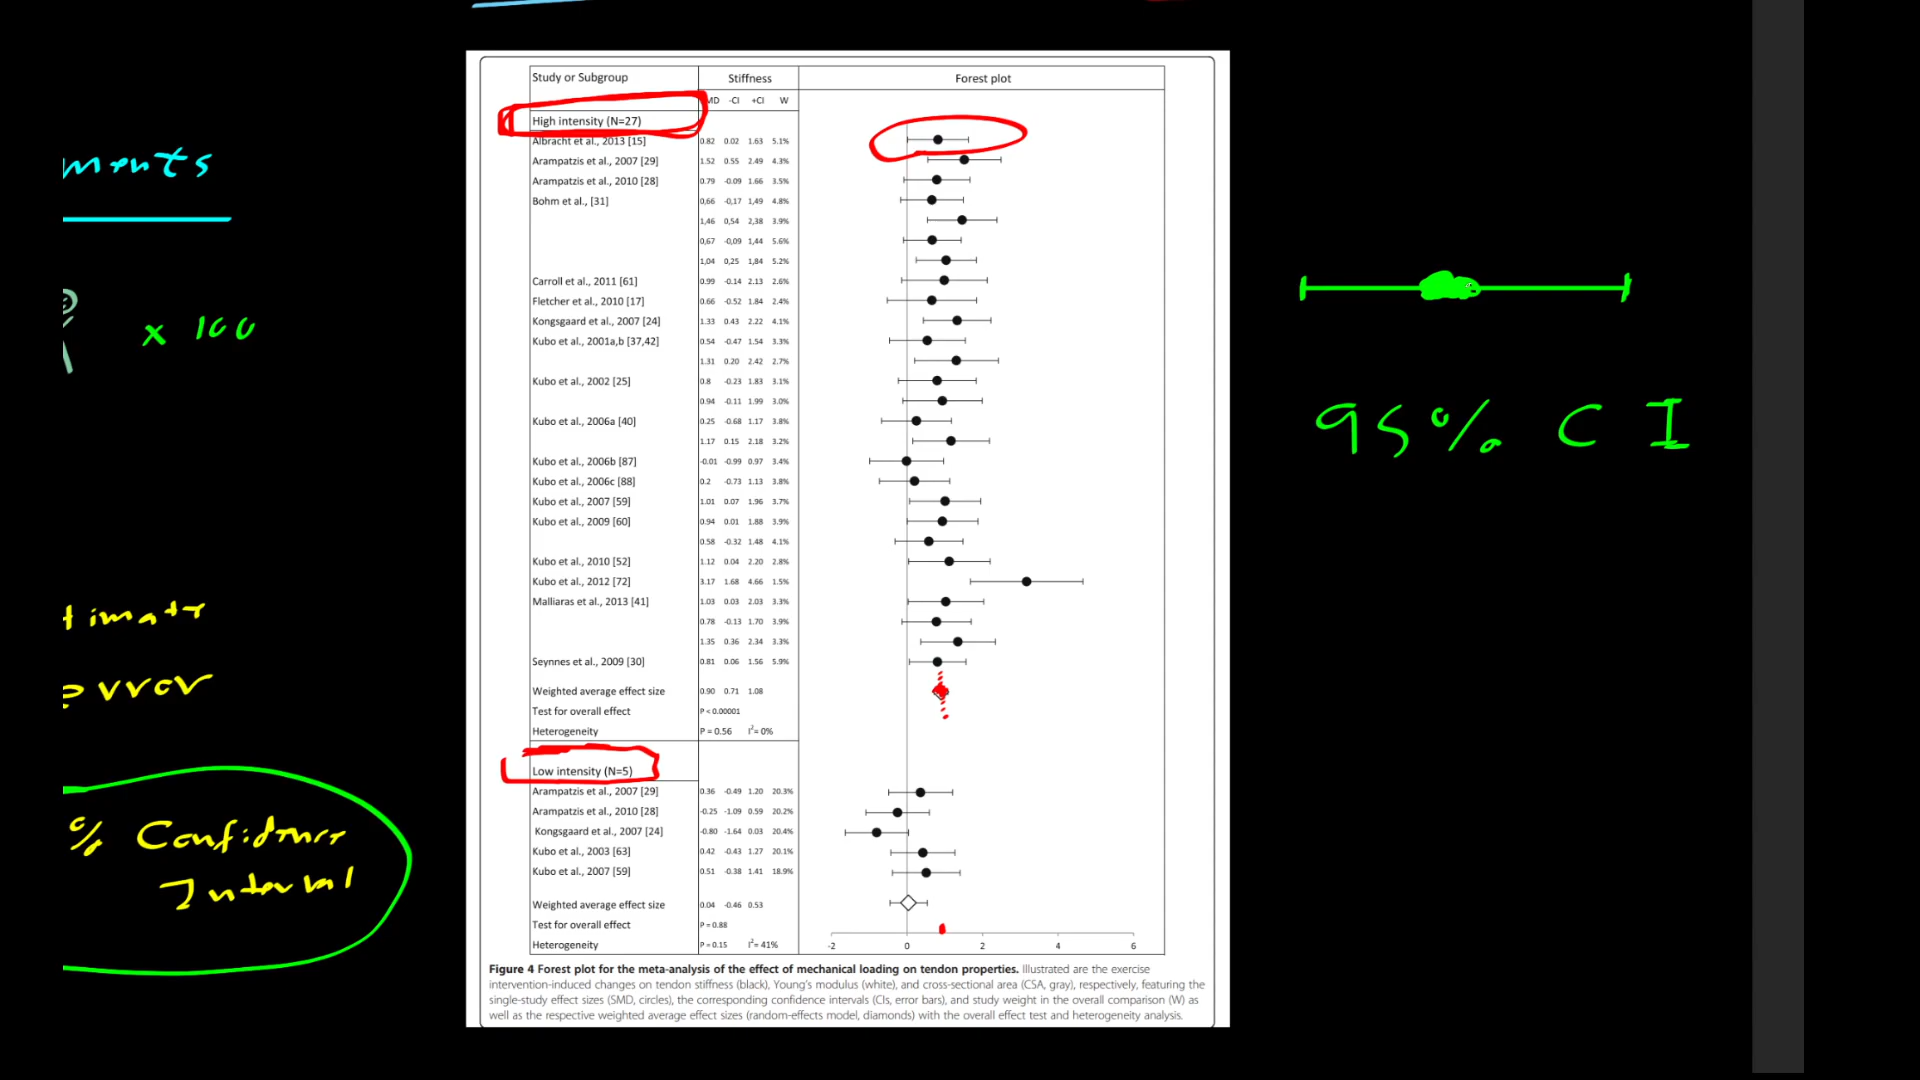 ments
x 100
timate
error
% Confidence
Interval
Study or Subgroup Stiffness Forest plot
MD -CI +CI W
High intensity (N=27)
Albracht et al., 2013 [15] 0.82 0.02 1.63 5.1%
Arampatzis et al., 2007 [29] 1.52 0.55 2.49 4.3%
Arampatzis et al., 2010 [28] 0.79 -0.09 1.66 3.5%
Bohm et al., [31] 0,66 -0,17 1,49 4.8%
1,46 0,54 2,38 3.9%
0,67 -0,09 1,44 5.6%
1,04 0,25 1,84 5.2%
Carroll et al., 2011 [61] 0.99 -0.14 2.13 2.6%
Fletcher et al., 2010 [17] 0.66 -0.52 1.84 2.4%
Kongsgaard et al., 2007 [24] 1.33 0.43 2.22 4.1%
Kubo et al., 2001a,b [37,42] 0.54 -0.47 1.54 3.3%
1.31 0.20 2.42 2.7%
Kubo et al., 2002 [25] 0.8 -0.23 1.83 3.1%
0.94 -0.11 1.99 3.0%
Kubo et al., 2006a [40] 0.25 -0.68 1.17 3.8%
1.17 0.15 2.18 3.2%
Kubo et al., 2006b [87] -0.01 -0.99 0.97 3.4%
Kubo et al., 2006c [88] 0.2 -0.73 1.13 3.8%
Kubo et al., 2007 [59] 1.01 0.07 1.96 3.7%
Kubo et al., 2009 [60] 0.94 0.01 1.88 3.9%
0.58 -0.32 1.48 4.1%
Kubo et al., 2010 [52] 1.12 0.04 2.20 2.8%
Kubo et al., 2012 [72] 3.17 1.68 4.66 1.5%
Malliaras et al., 2013 [41] 1.03 0.03 2.03 3.3%
0.78 -0.13 1.70 3.9%
1.35 0.36 2.34 3.3%
Seynnes et al., 2009 [30] 0.81 0.06 1.56 5.9%
Weighted average effect size 0.90 0.71 1.08
Test for overall effect P < 0.00001
Heterogeneity P = 0.56 I²= 0%
Low intensity (N=5)
Arampatzis et al., 2007 [29] 0.36 -0.49 1.20 20.3%
Arampatzis et al., 2010 [28] -0.25 -1.09 0.59 20.2%
Kongsgaard et al., 2007 [24] -0.80 -1.64 0.03 20.4%
Kubo et al., 2003 [63] 0.42 -0.43 1.27 20.1%
Kubo et al., 2007 [59] 0.51 -0.38 1.41 18.9%
Weighted average effect size 0.04 -0.46 0.53
Test for overall effect P = 0.88
Heterogeneity P = 0.15 I²= 41%
-2 0 2 4 6
Figure 4 Forest plot for the meta-analysis of the effect of mechanical loading on tendon properties. Illustrated are the exercise
intervention-induced changes on tendon stiffness (black), Young's modulus (white), and cross-sectional area (CSA, gray), respectively, featuring the
single-study effect sizes (SMD, circles), the corresponding confidence intervals (CIs, error bars), and study weight in the overall comparison (W) as
well as the respective weighted average effect sizes (random-effects model, diamonds) with the overall effect test and heterogeneity analysis.
95% CI